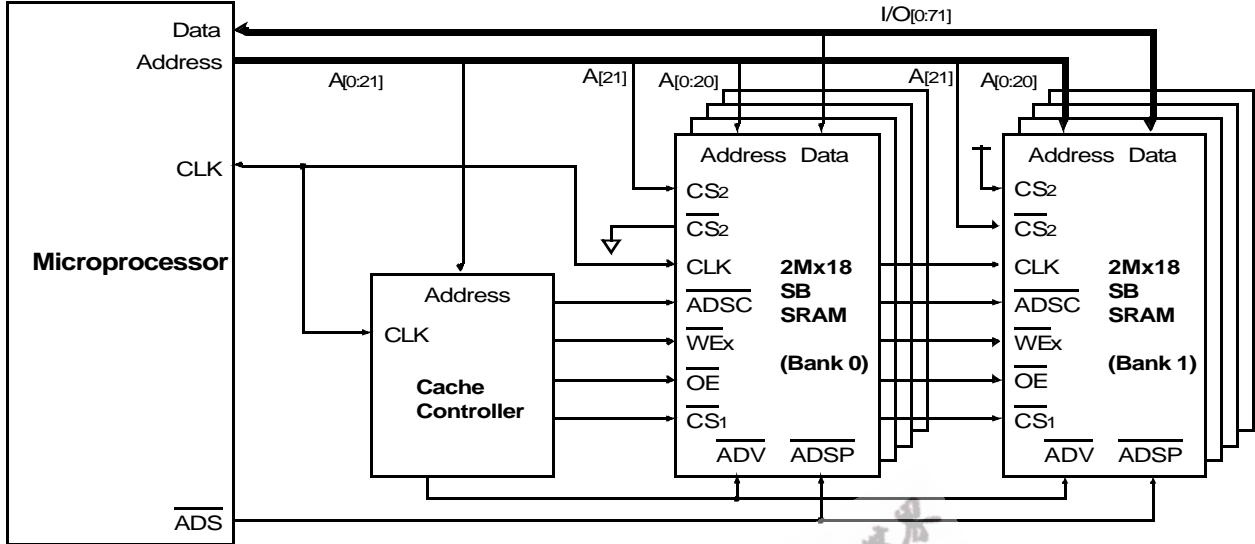 I/O[0:71]
Data
Address
A[0:21]
A[21]
A[0:20]
A[21]
A[0:20]
CLK
Microprocessor
ADS
Address
CLK
Cache
Controller
Address Data
CS2
CS2
CLK
ADSC
WEx
OE
CS1
ADV ADSP
2Mx18
SB
SRAM
(Bank 0)
Address Data
CS2
CS2
CLK
ADSC
WEx
OE
CS1
ADV ADSP
2Mx18
SB
SRAM
(Bank 1)